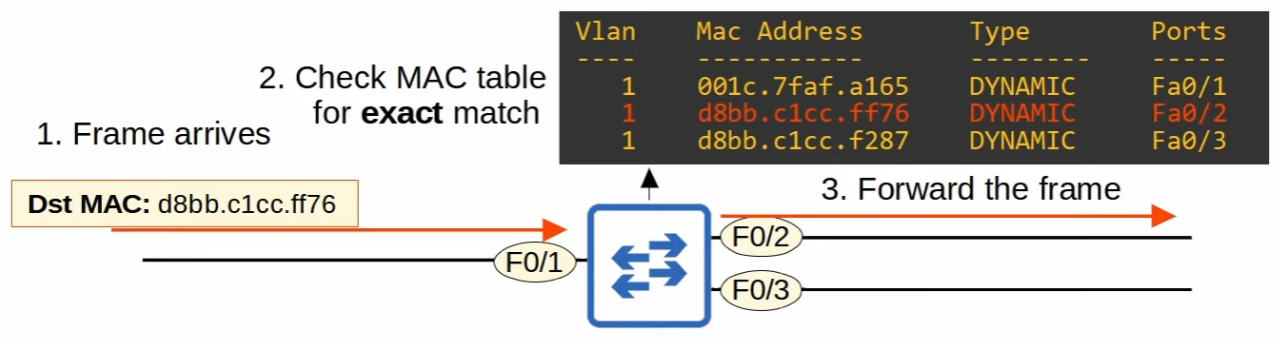 1. Frame arrives
2. Check MAC table
for exact match
Vlan Mac Address Type Ports
---- ----------- -------- -----
1 001c.7faf.a165 DYNAMIC Fa0/1
1 d8bb.c1cc.ff76 DYNAMIC Fa0/2
1 d8bb.c1cc.f287 DYNAMIC Fa0/3
Dst MAC: d8bb.c1cc.ff76
3. Forward the frame
F0/1
F0/2
F0/3